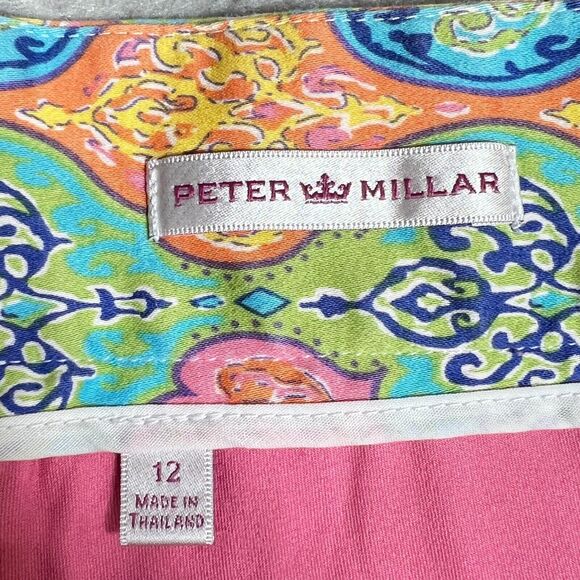 PETER MILLAR
12
MADE IN
THAILAND